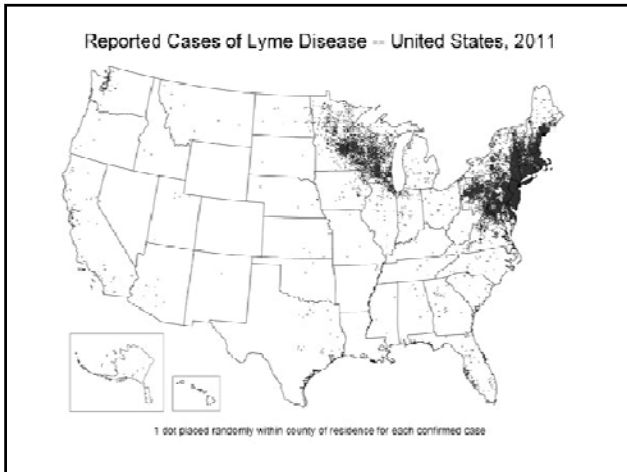 Reported Cases of Lyme Disease -- United States, 2011
1 dot placed randomly within county of residence for each confirmed case